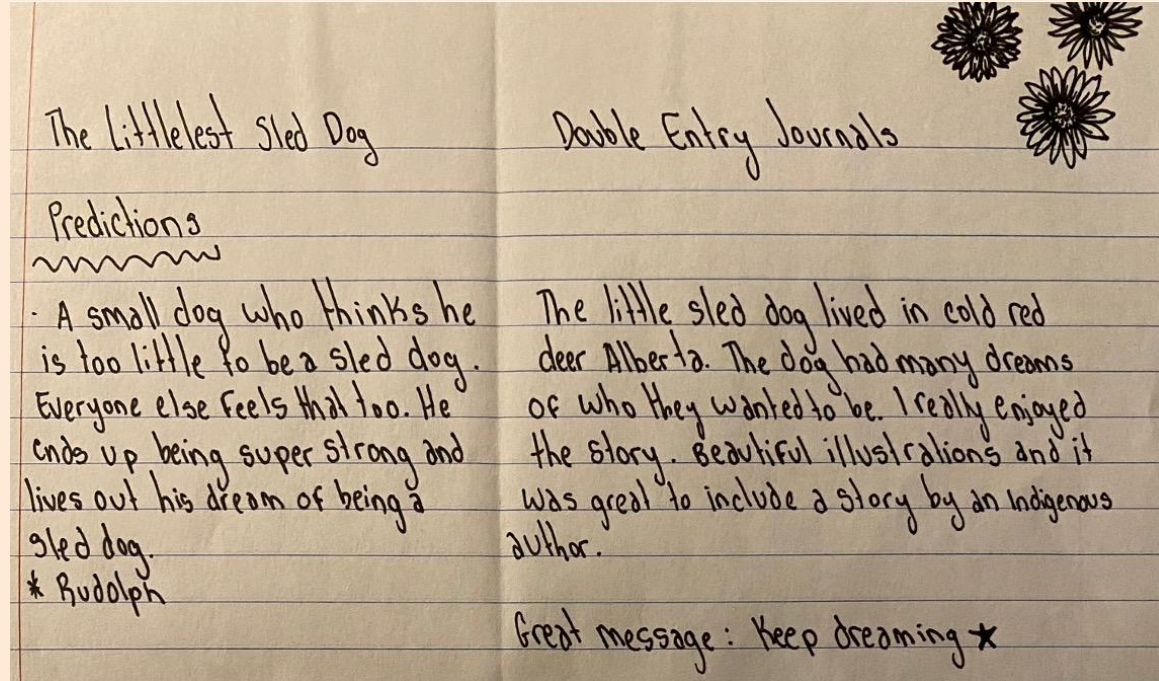 The Littlelest Sled Dog
Predictions
· A small dog who thinks he
is too little to be a sled dog.
Everyone else feels that too. He
ends up being super strong and
lives out his dream of being a
sled dog.
* Rudolph
Double Entry Journals
The little sled dog lived in cold red
deer Alberta. The dog had many dreams
of who they wanted to be. I really enjoyed
the story. Beautiful illustrations and it
was great to include a story by an Indigenous
author.
Great message: Keep dreaming ★